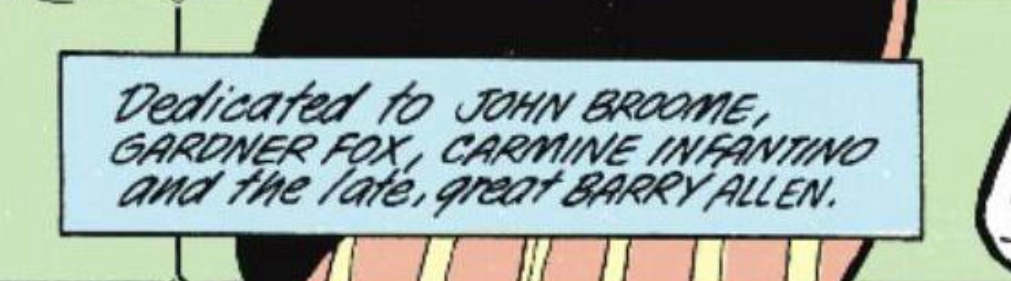 Dedicated to JOHN BROOME,
GARDNER FOX, CARMINE INFANTINO
and the late, great BARRY ALLEN.